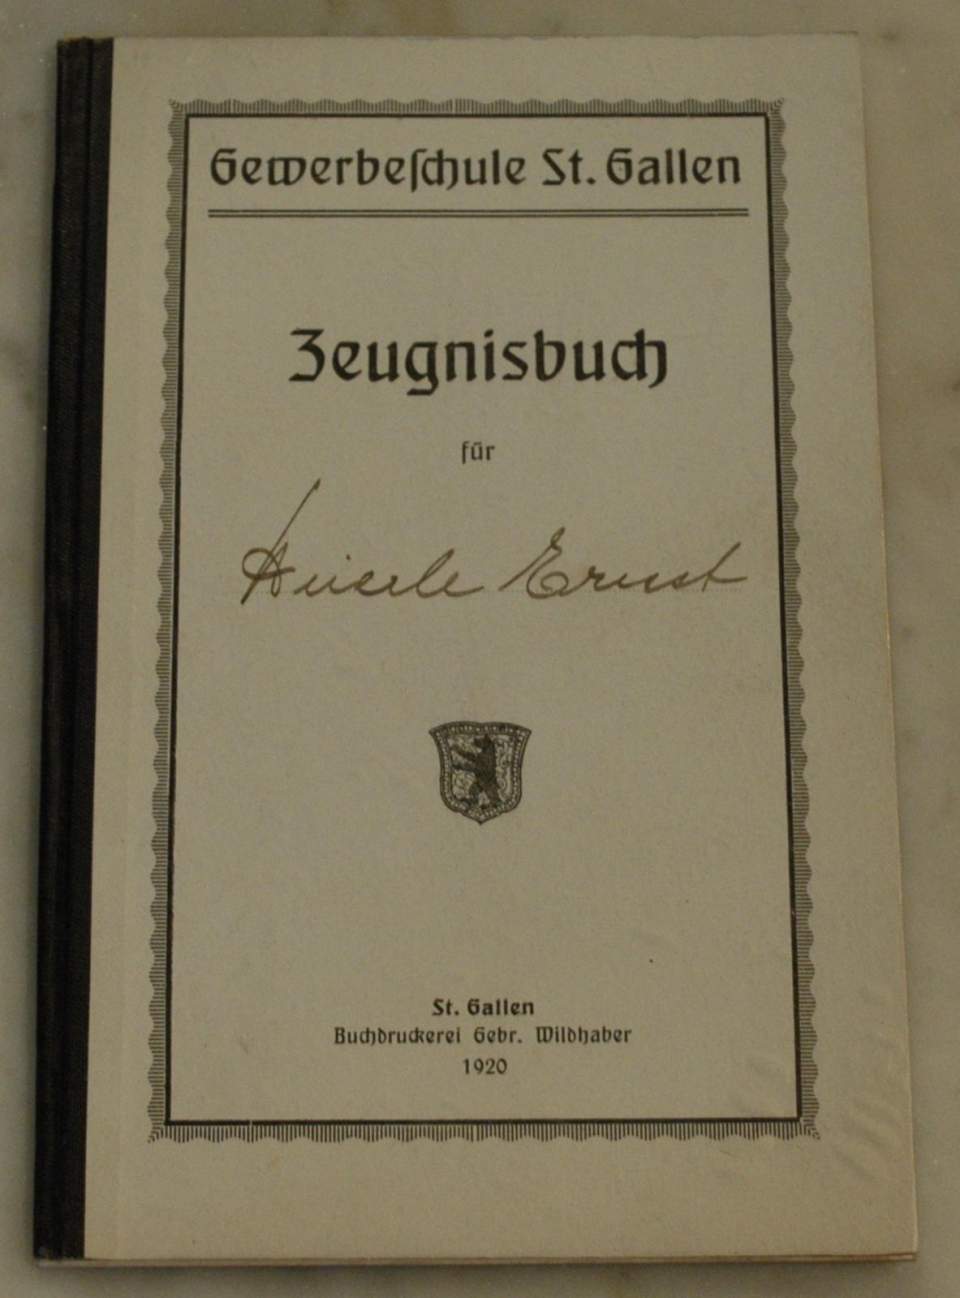 Gewerbeſchule St. Gallen
Zeugnisbuch
für
Ernst
St. Gallen
Buchdruckerei Gebr. Wildhaber
1920